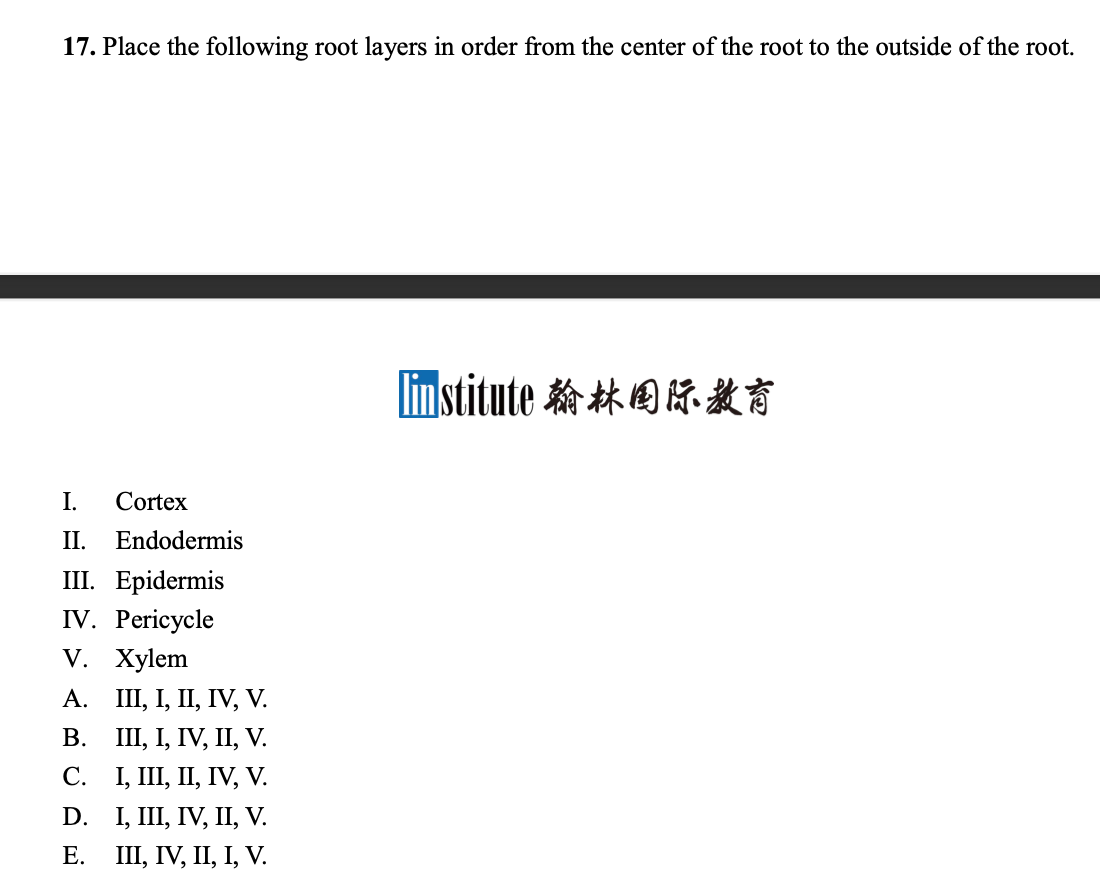 17. Place the following root layers in order from the center of the root to the outside of the root.
linstitute 翰林国际教育
I. Cortex
II. Endodermis
III. Epidermis
IV. Pericycle
V. Xylem
A. III, I, II, IV, V.
B. III, I, IV, II, V.
C. I, III, II, IV, V.
D. I, III, IV, II, V.
E. III, IV, II, I, V.